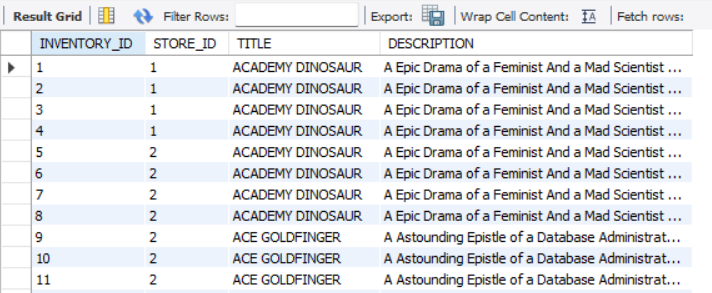 Result Grid Filter Rows: Export: Wrap Cell Content: IA Fetch rows:
INVENTORY_ID STORE_ID TITLE DESCRIPTION
1 1 ACADEMY DINOSAUR A Epic Drama of a Feminist And a Mad Scientist ...
2 1 ACADEMY DINOSAUR A Epic Drama of a Feminist And a Mad Scientist ...
3 1 ACADEMY DINOSAUR A Epic Drama of a Feminist And a Mad Scientist ...
4 1 ACADEMY DINOSAUR A Epic Drama of a Feminist And a Mad Scientist ...
5 2 ACADEMY DINOSAUR A Epic Drama of a Feminist And a Mad Scientist ...
6 2 ACADEMY DINOSAUR A Epic Drama of a Feminist And a Mad Scientist ...
7 2 ACADEMY DINOSAUR A Epic Drama of a Feminist And a Mad Scientist ...
8 2 ACADEMY DINOSAUR A Epic Drama of a Feminist And a Mad Scientist ...
9 2 ACE GOLDFINGER A Astounding Epistle of a Database Administrat...
10 2 ACE GOLDFINGER A Astounding Epistle of a Database Administrat...
11 2 ACE GOLDFINGER A Astounding Epistle of a Database Administrat...